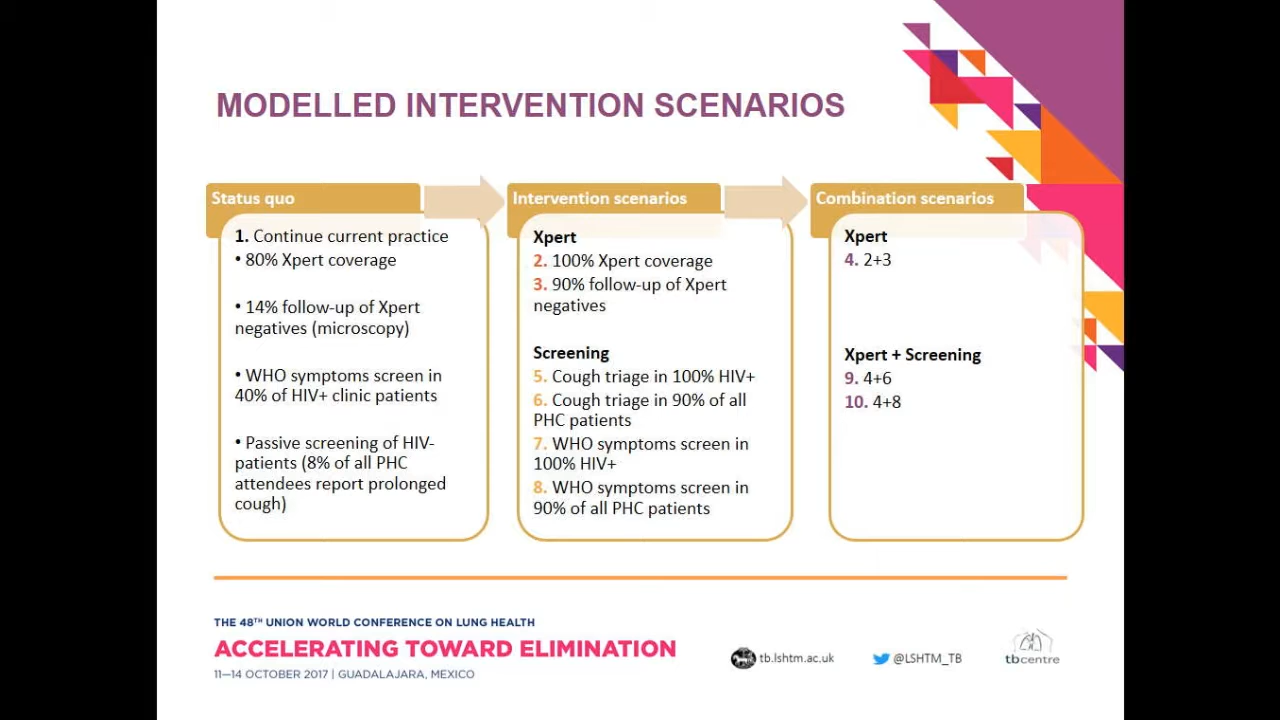 MODELLED INTERVENTION SCENARIOS
Status quo
1. Continue current practice
• 80% Xpert coverage
• 14% follow-up of Xpert
negatives (microscopy)
• WHO symptoms screen in
40% of HIV+ clinic patients
• Passive screening of HIV-
patients (8% of all PHC
attendees report prolonged
cough)
Intervention scenarios
Xpert
2. 100% Xpert coverage
3. 90% follow-up of Xpert
negatives
Screening
5. Cough triage in 100% HIV+
6. Cough triage in 90% of all
PHC patients
7. WHO symptoms screen in
100% HIV+
8. WHO symptoms screen in
90% of all PHC patients
Combination scenarios
Xpert
4. 2+3
Xpert + Screening
9. 4+6
10. 4+8
THE 48TH UNION WORLD CONFERENCE ON LUNG HEALTH
ACCELERATING TOWARD ELIMINATION
11—14 OCTOBER 2017 | GUADALAJARA, MEXICO
tb.lshtm.ac.uk
@LSHTM_TB
tbcentre